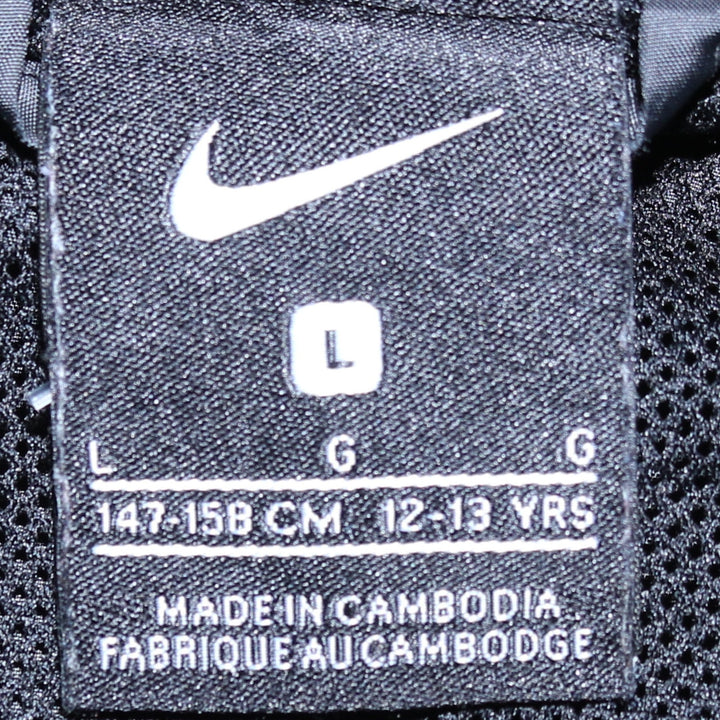 L
L G G
147-158 CM 12-13 YRS
MADE IN CAMBODIA
FABRIQUE AU CAMBODGE